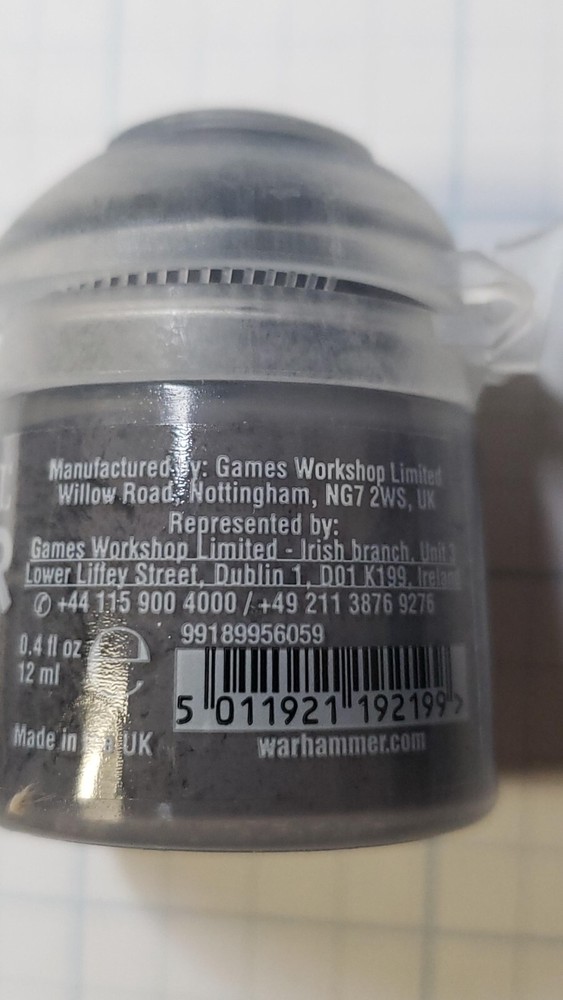 Manufactured by: Games Workshop Limited
Willow Road, Nottingham, NG7 2WS, UK
Represented by:
Games Workshop Limited - Irish branch, Unit 3
Lower Liffey Street, Dublin 1, D01 K199, Ireland
✆ +44 115 900 4000 / +49 211 3876 9276
99189956059
0.4 fl oz
12 ml
℮
5 011921 192199 >
Made in the UK
warhammer.com